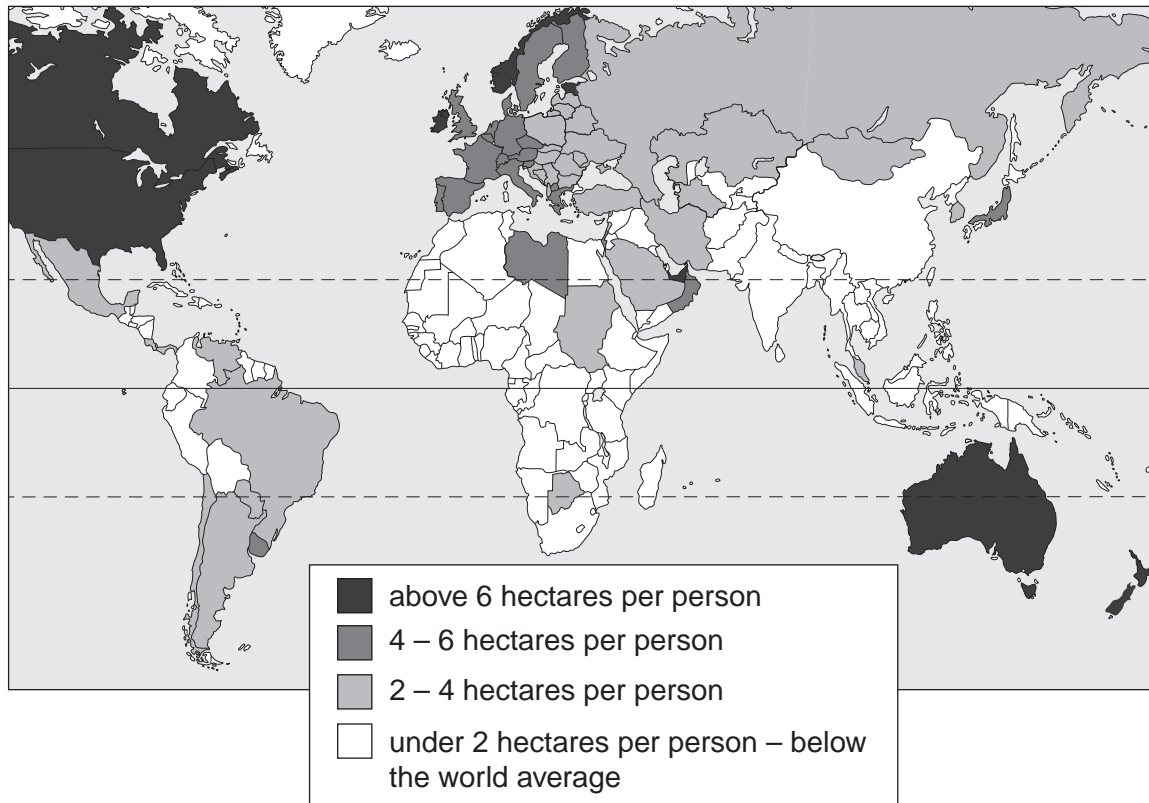 above 6 hectares per person
4 – 6 hectares per person
2 – 4 hectares per person
under 2 hectares per person – below
the world average